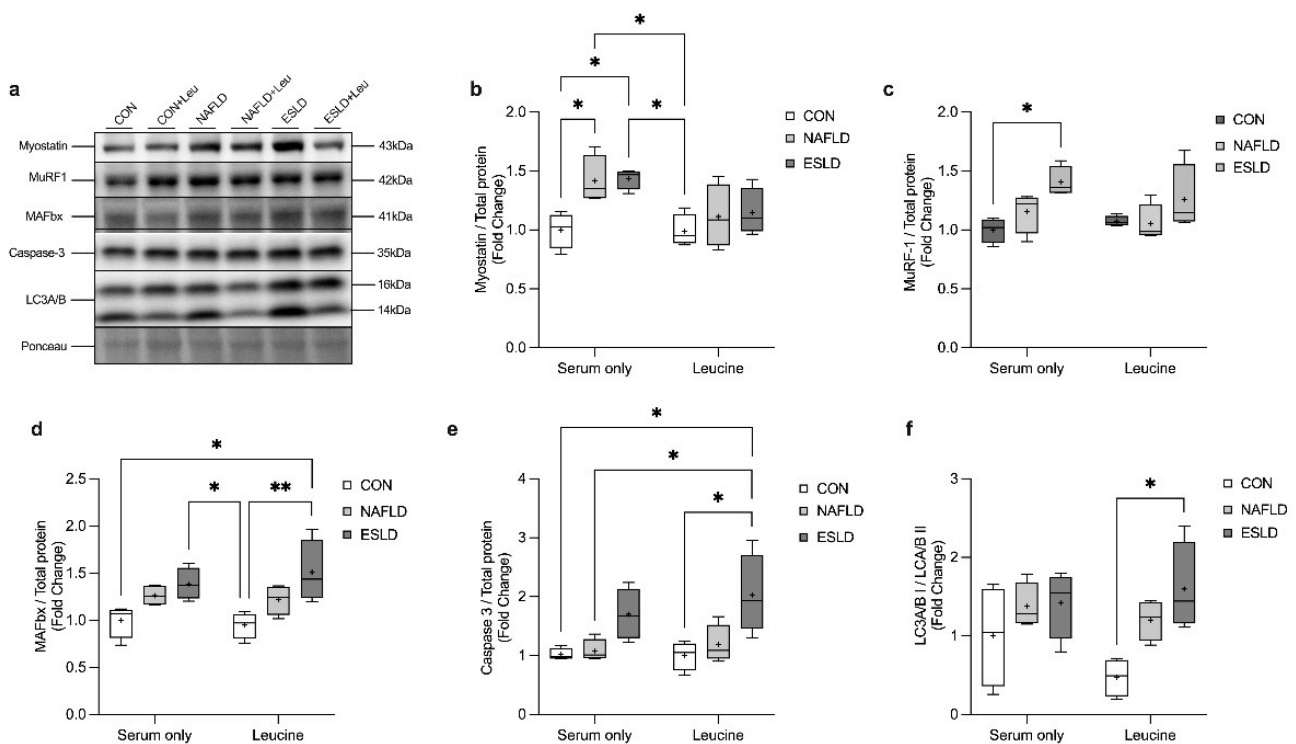 a
CON
CON+Leu
NAFLD
NAFLD+Leu
ESLD
ESLD+Leu
Myostatin
43kDa
MuRF1
42kDa
MAFbx
41kDa
Caspase-3
35kDa
LC3A/B
16kDa
14kDa
Ponceau
b
Myostatin / Total protein
(Fold Change)
2.0
1.5
1.0
0.5
0.0
*
*
*
*
CON
NAFLD
ESLD
Serum only
Leucine
c
MuRF-1 / Total protein
(Fold Change)
2.0
1.5
1.0
0.5
0.0
*
CON
NAFLD
ESLD
Serum only
Leucine
d
MAFbx / Total protein
(Fold Change)
2.5
2.0
1.5
1.0
0.5
0.0
*
*
**
CON
NAFLD
ESLD
Serum only
Leucine
e
Caspase 3 / Total protein
(Fold Change)
4
3
2
1
0
*
*
*
CON
NAFLD
ESLD
Serum only
Leucine
f
LC3A/B I / LCA/B II
(Fold Change)
3
2
1
0
*
CON
NAFLD
ESLD
Serum only
Leucine